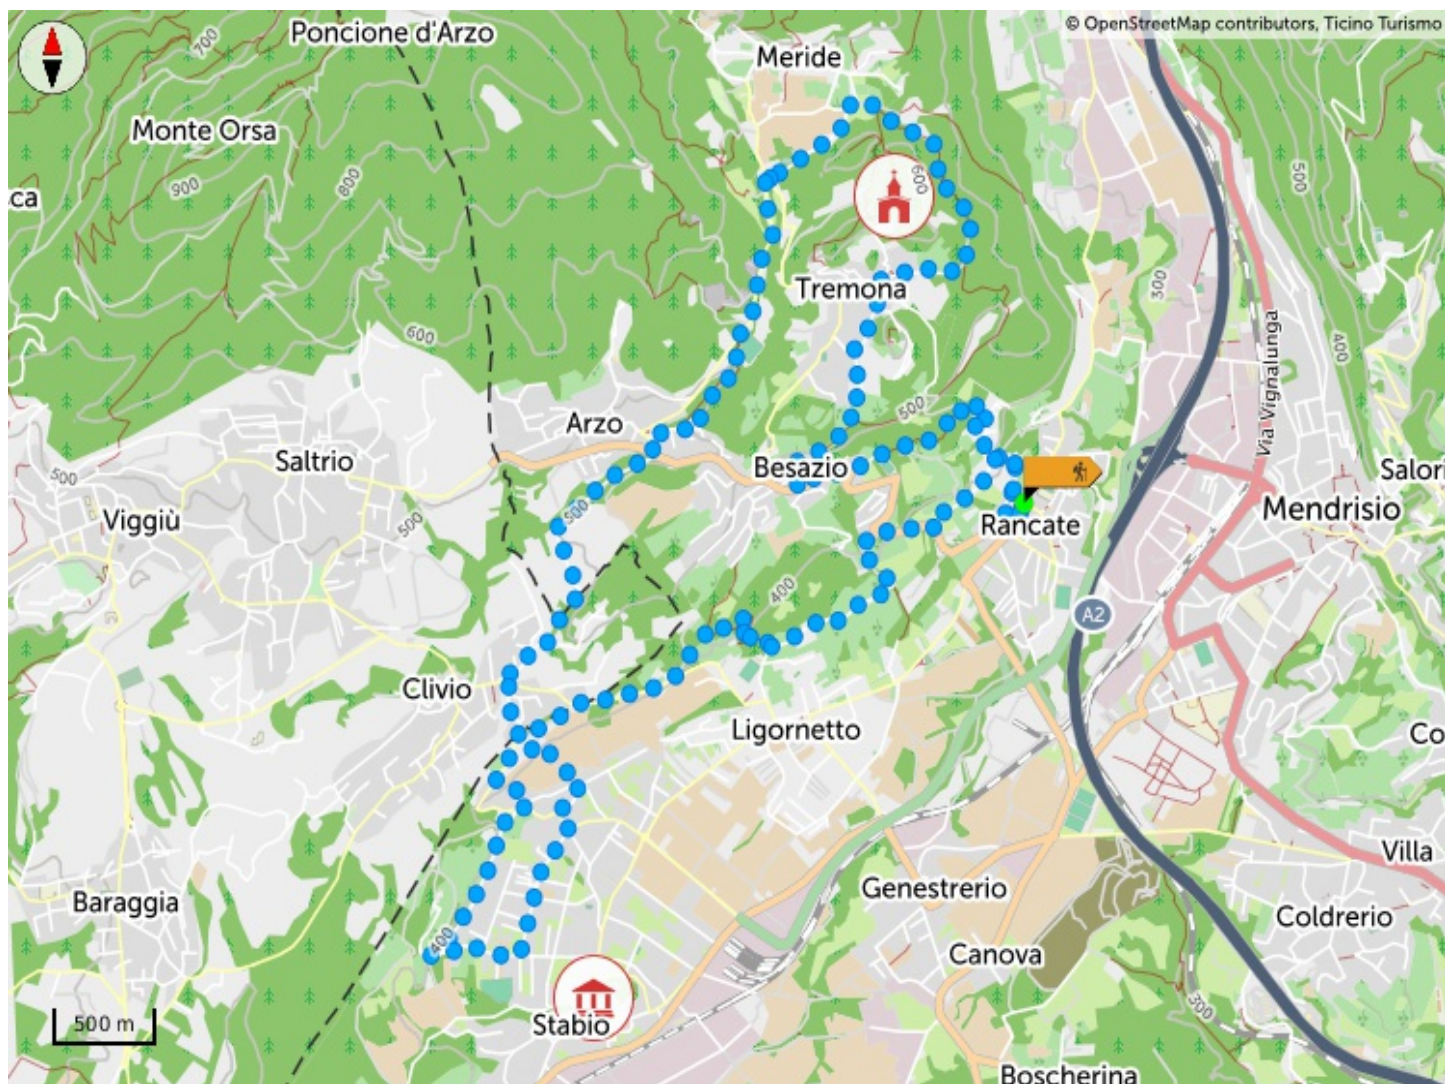 © OpenStreetMap contributors, Ticino Turismo
Poncione d'Arzo
700
Meride
Monte Orsa
900
800
600
500
300
ca
Tremona
600
400
Via Vignalunga
500
Arzo
Saltrio
500
Besazio
Salori
Viggiù
500
500
Rancate
Mendrisio
400
A2
Clivio
Ligornetto
Co
Villa
Baraggia
Genestrerio
Coldrerio
400
Canova
300
500 m
Stabio
Boscherina